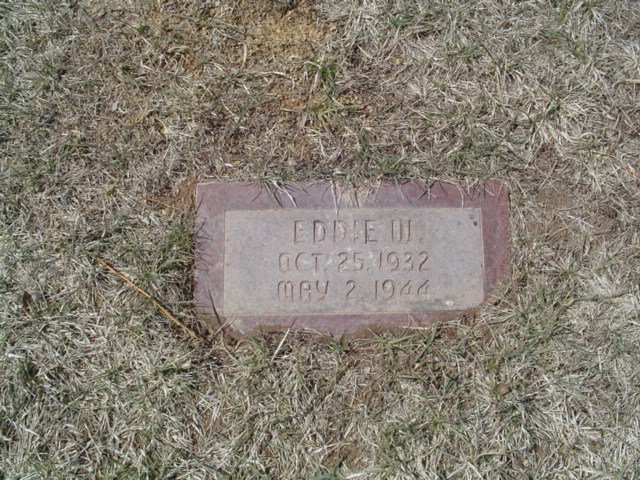 EDDIE W.
OCT. 25, 1932
MAY 2, 1944